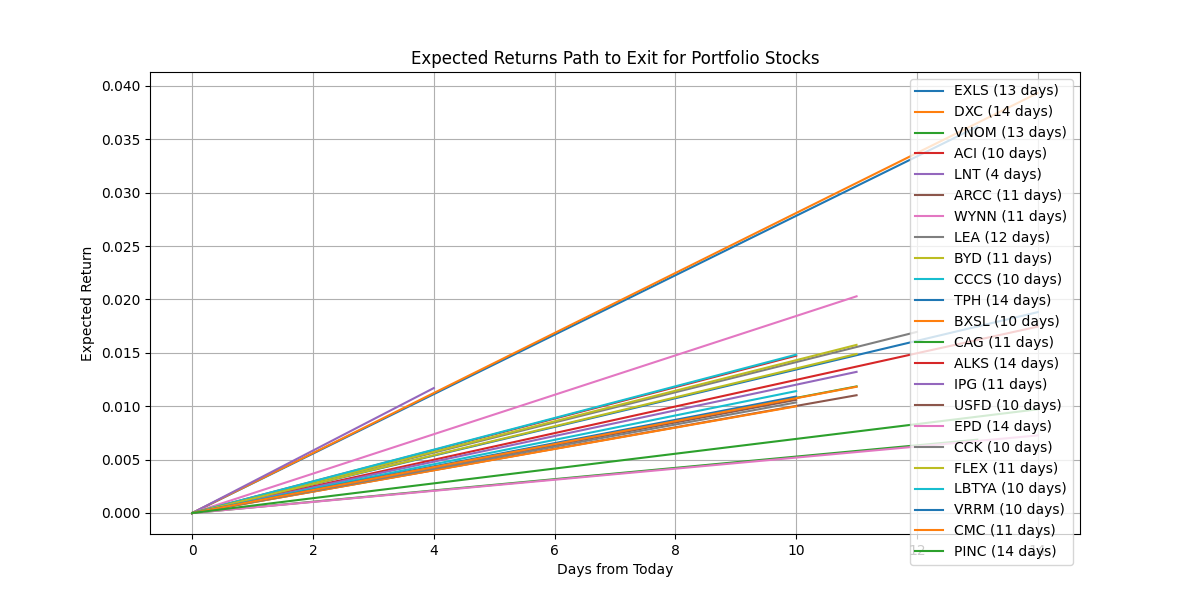 Expected Returns Path to Exit for Portfolio Stocks
0.040
0.035
0.030
0.025
0.020
0.015
0.010
0.005
0.000
Expected Return
0
2
4
6
8
10
12
Days from Today
EXLS (13 days)
DXC (14 days)
VNOM (13 days)
ACI (10 days)
LNT (4 days)
ARCC (11 days)
WYNN (11 days)
LEA (12 days)
BYD (11 days)
CCCS (10 days)
TPH (14 days)
BXSL (10 days)
CAG (11 days)
ALKS (14 days)
IPG (11 days)
USFD (10 days)
EPD (14 days)
CCK (10 days)
FLEX (11 days)
LBTYA (10 days)
VRRM (10 days)
CMC (11 days)
PINC (14 days)